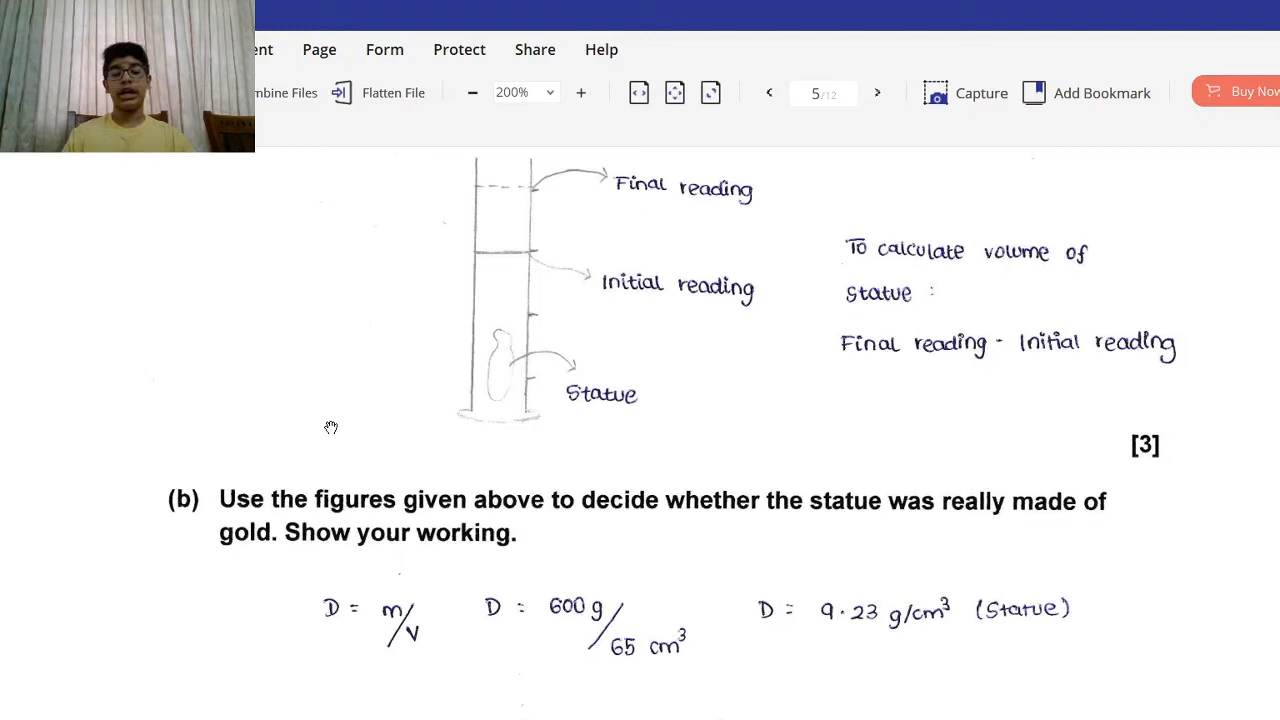 ent Page Form Protect Share Help
mbine Files Flatten File 200% 5/12 Capture Add Bookmark Buy Now
Final reading
Initial reading
Statue
To calculate volume of
statue :
Final reading - Initial reading
[3]
(b) Use the figures given above to decide whether the statue was really made of
gold. Show your working.
D = m/V D = 600 g/65 cm³ D = 9.23 g/cm³ (Statue)